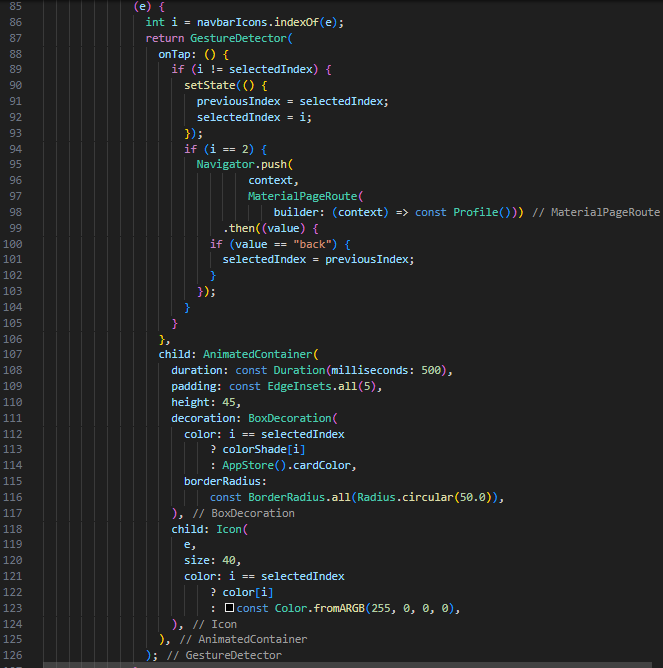 85 (e) {
86 int i = navbarIcons.indexOf(e);
87 return GestureDetector(
88 onTap: () {
89 if (i != selectedIndex) {
90 setState(() {
91 previousIndex = selectedIndex;
92 selectedIndex = i;
93 });
94 if (i == 2) {
95 Navigator.push(
96 context,
97 MaterialPageRoute(
98 builder: (context) => const Profile())) // MaterialPageRoute
99 .then((value) {
100 if (value == "back") {
101 selectedIndex = previousIndex;
102 }
103 });
104 }
105 }
106 },
107 child: AnimatedContainer(
108 duration: const Duration(milliseconds: 500),
109 padding: const EdgeInsets.all(5),
110 height: 45,
111 decoration: BoxDecoration(
112 color: i == selectedIndex
113 ? colorShade[i]
114 : AppStore().cardColor,
115 borderRadius:
116 const BorderRadius.all(Radius.circular(50.0)),
117 ), // BoxDecoration
118 child: Icon(
119 e,
120 size: 40,
121 color: i == selectedIndex
122 ? color[i]
123 : const Color.fromARGB(255, 0, 0, 0),
124 ), // Icon
125 ), // AnimatedContainer
126 ); // GestureDetector